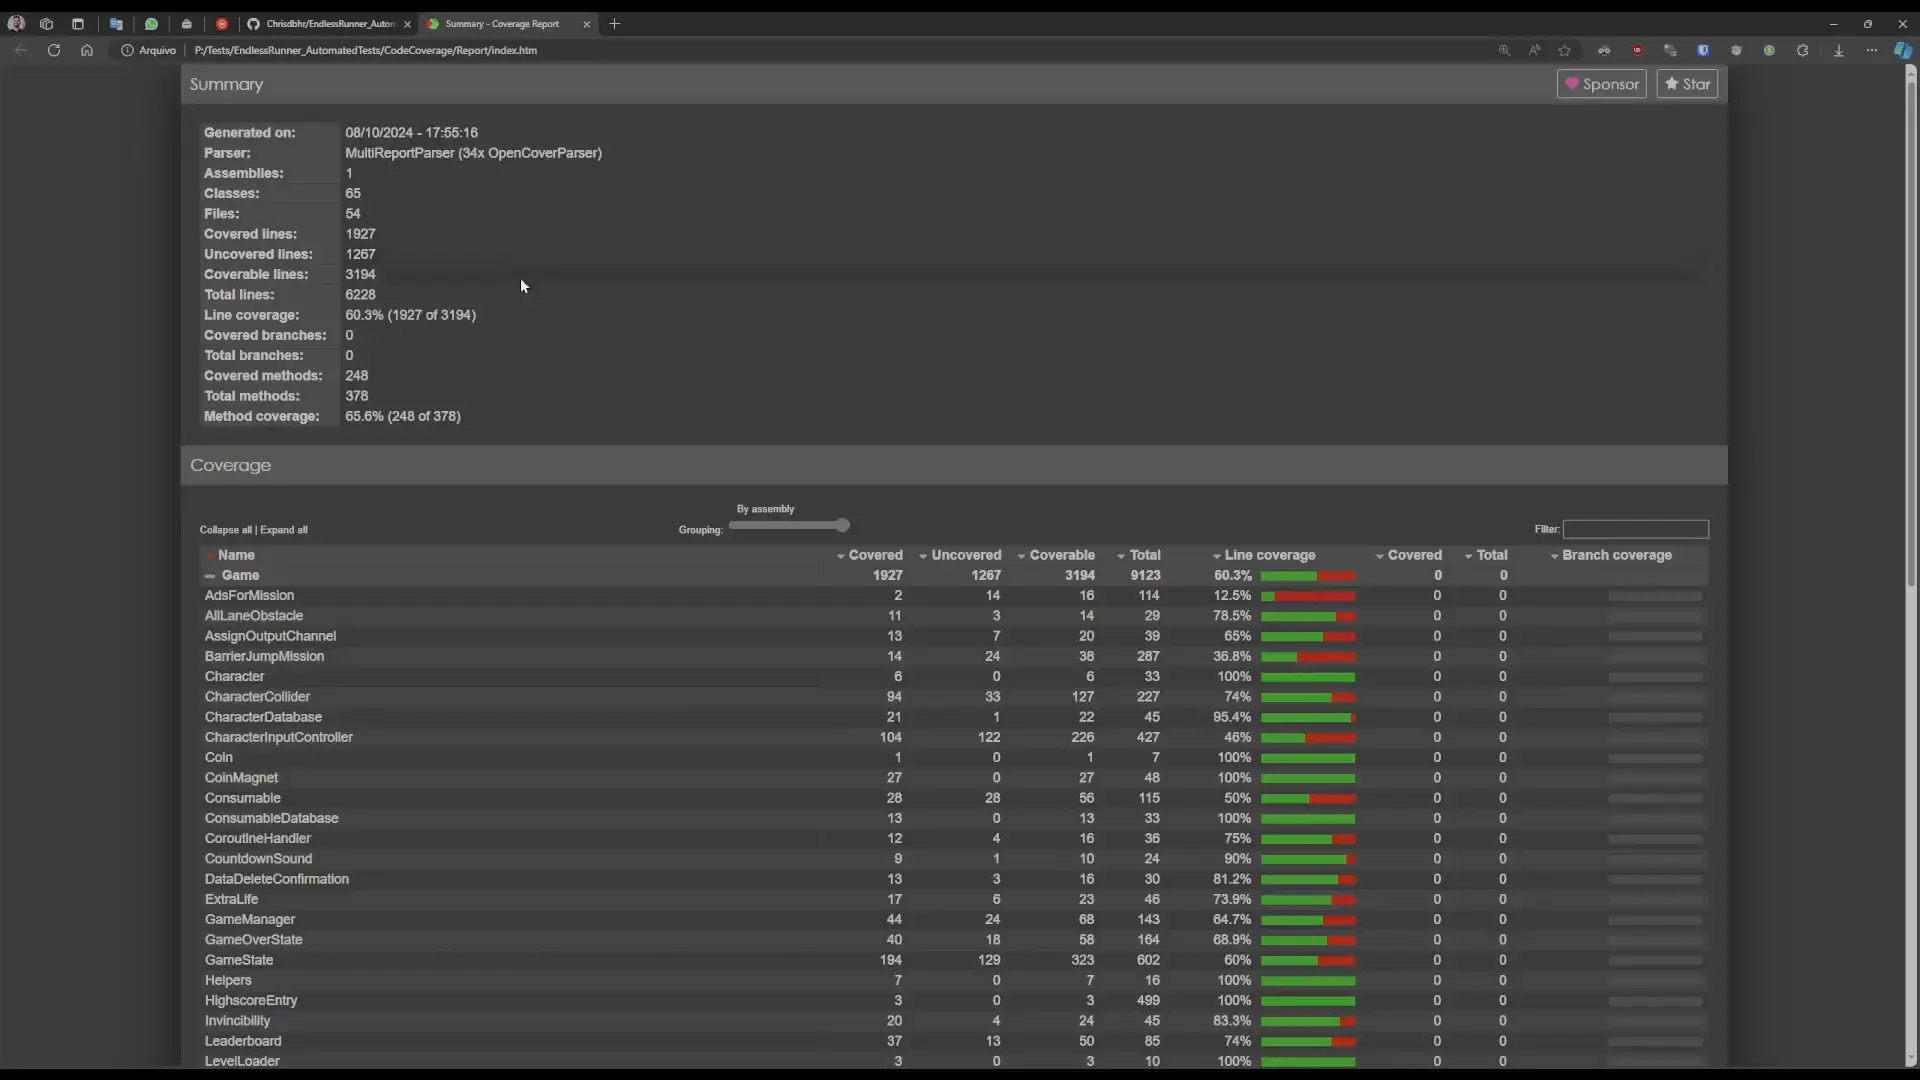 Chrisdbhr/EndlessRunner_Autom
Summary - Coverage Report
Arquivo
P:/Tests/EndlessRunner_AutomatedTests/CodeCoverage/Report/index.htm
Summary
Sponsor
Star
Generated on: 08/10/2024 - 17:55:16
Parser: MultiReportParser (34x OpenCoverParser)
Assemblies: 1
Classes: 65
Files: 54
Covered lines: 1927
Uncovered lines: 1267
Coverable lines: 3194
Total lines: 6228
Line coverage: 60.3% (1927 of 3194)
Covered branches: 0
Total branches: 0
Covered methods: 248
Total methods: 378
Method coverage: 65.6% (248 of 378)
Coverage
By assembly
Collapse all | Expand all
Grouping:
Filter:
Name Covered Uncovered Coverable Total Line coverage Covered Total Branch coverage
Game 1927 1267 3194 9123 60.3% 0 0
AdsForMission 2 14 16 114 12.5% 0 0
AllLaneObstacle 11 3 14 29 78.5% 0 0
AssignOutputChannel 13 7 20 39 65% 0 0
BarrierJumpMission 14 24 38 287 36.8% 0 0
Character 6 0 6 33 100% 0 0
CharacterCollider 94 33 127 227 74% 0 0
CharacterDatabase 21 1 22 45 95.4% 0 0
CharacterInputController 104 122 226 427 46% 0 0
Coin 1 0 1 7 100% 0 0
CoinMagnet 27 0 27 48 100% 0 0
Consumable 28 28 56 115 50% 0 0
ConsumableDatabase 13 0 13 33 100% 0 0
CoroutineHandler 12 4 16 36 75% 0 0
CountdownSound 9 1 10 24 90% 0 0
DataDeleteConfirmation 13 3 16 30 81.2% 0 0
ExtraLife 17 6 23 46 73.9% 0 0
GameManager 44 24 68 143 64.7% 0 0
GameOverState 40 18 58 164 68.9% 0 0
GameState 194 129 323 602 60% 0 0
Helpers 7 0 7 16 100% 0 0
HighscoreEntry 3 0 3 499 100% 0 0
Invincibility 20 4 24 45 83.3% 0 0
Leaderboard 37 13 50 85 74% 0 0
LevelLoader 3 0 3 10 100% 0 0